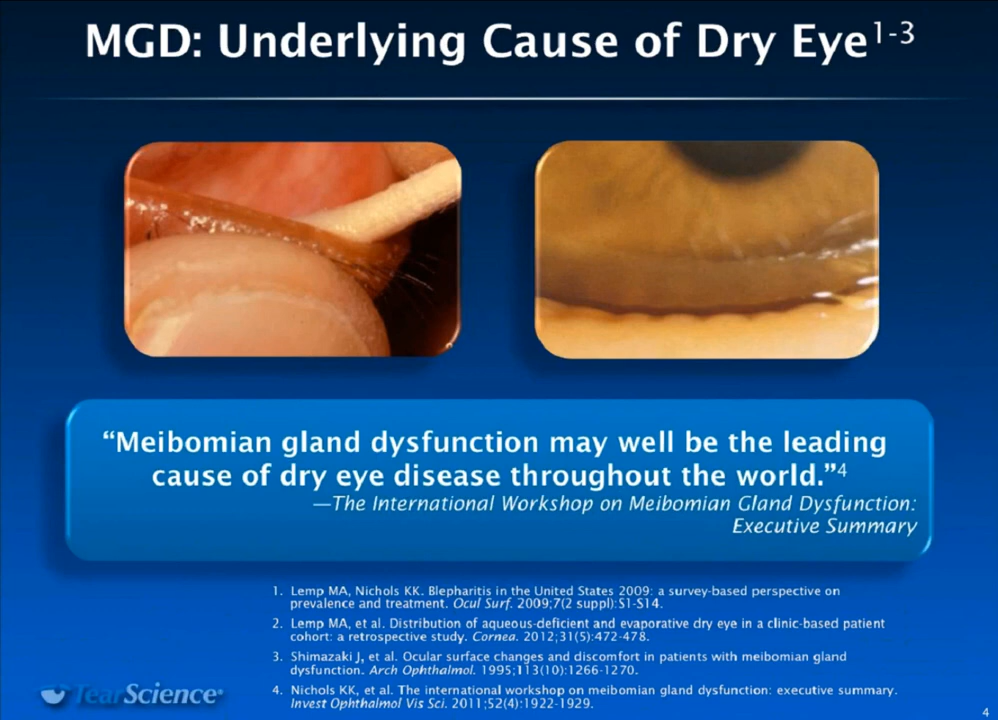 MGD: Underlying Cause of Dry Eye1-3
“Meibomian gland dysfunction may well be the leading
cause of dry eye disease throughout the world.”4
—The International Workshop on Meibomian Gland Dysfunction:
Executive Summary
1. Lemp MA, Nichols KK. Blepharitis in the United States 2009: a survey-based perspective on
prevalence and treatment. Ocul Surf. 2009;7(2 suppl):S1-S14.
2. Lemp MA, et al. Distribution of aqueous-deficient and evaporative dry eye in a clinic-based patient
cohort: a retrospective study. Cornea. 2012;31(5):472-478.
3. Shimazaki J, et al. Ocular surface changes and discomfort in patients with meibomian gland
dysfunction. Arch Ophthalmol. 1995;113(10):1266-1270.
4. Nichols KK, et al. The international workshop on meibomian gland dysfunction: executive summary.
Invest Ophthalmol Vis Sci. 2011;52(4):1922-1929.
TearScience®
4